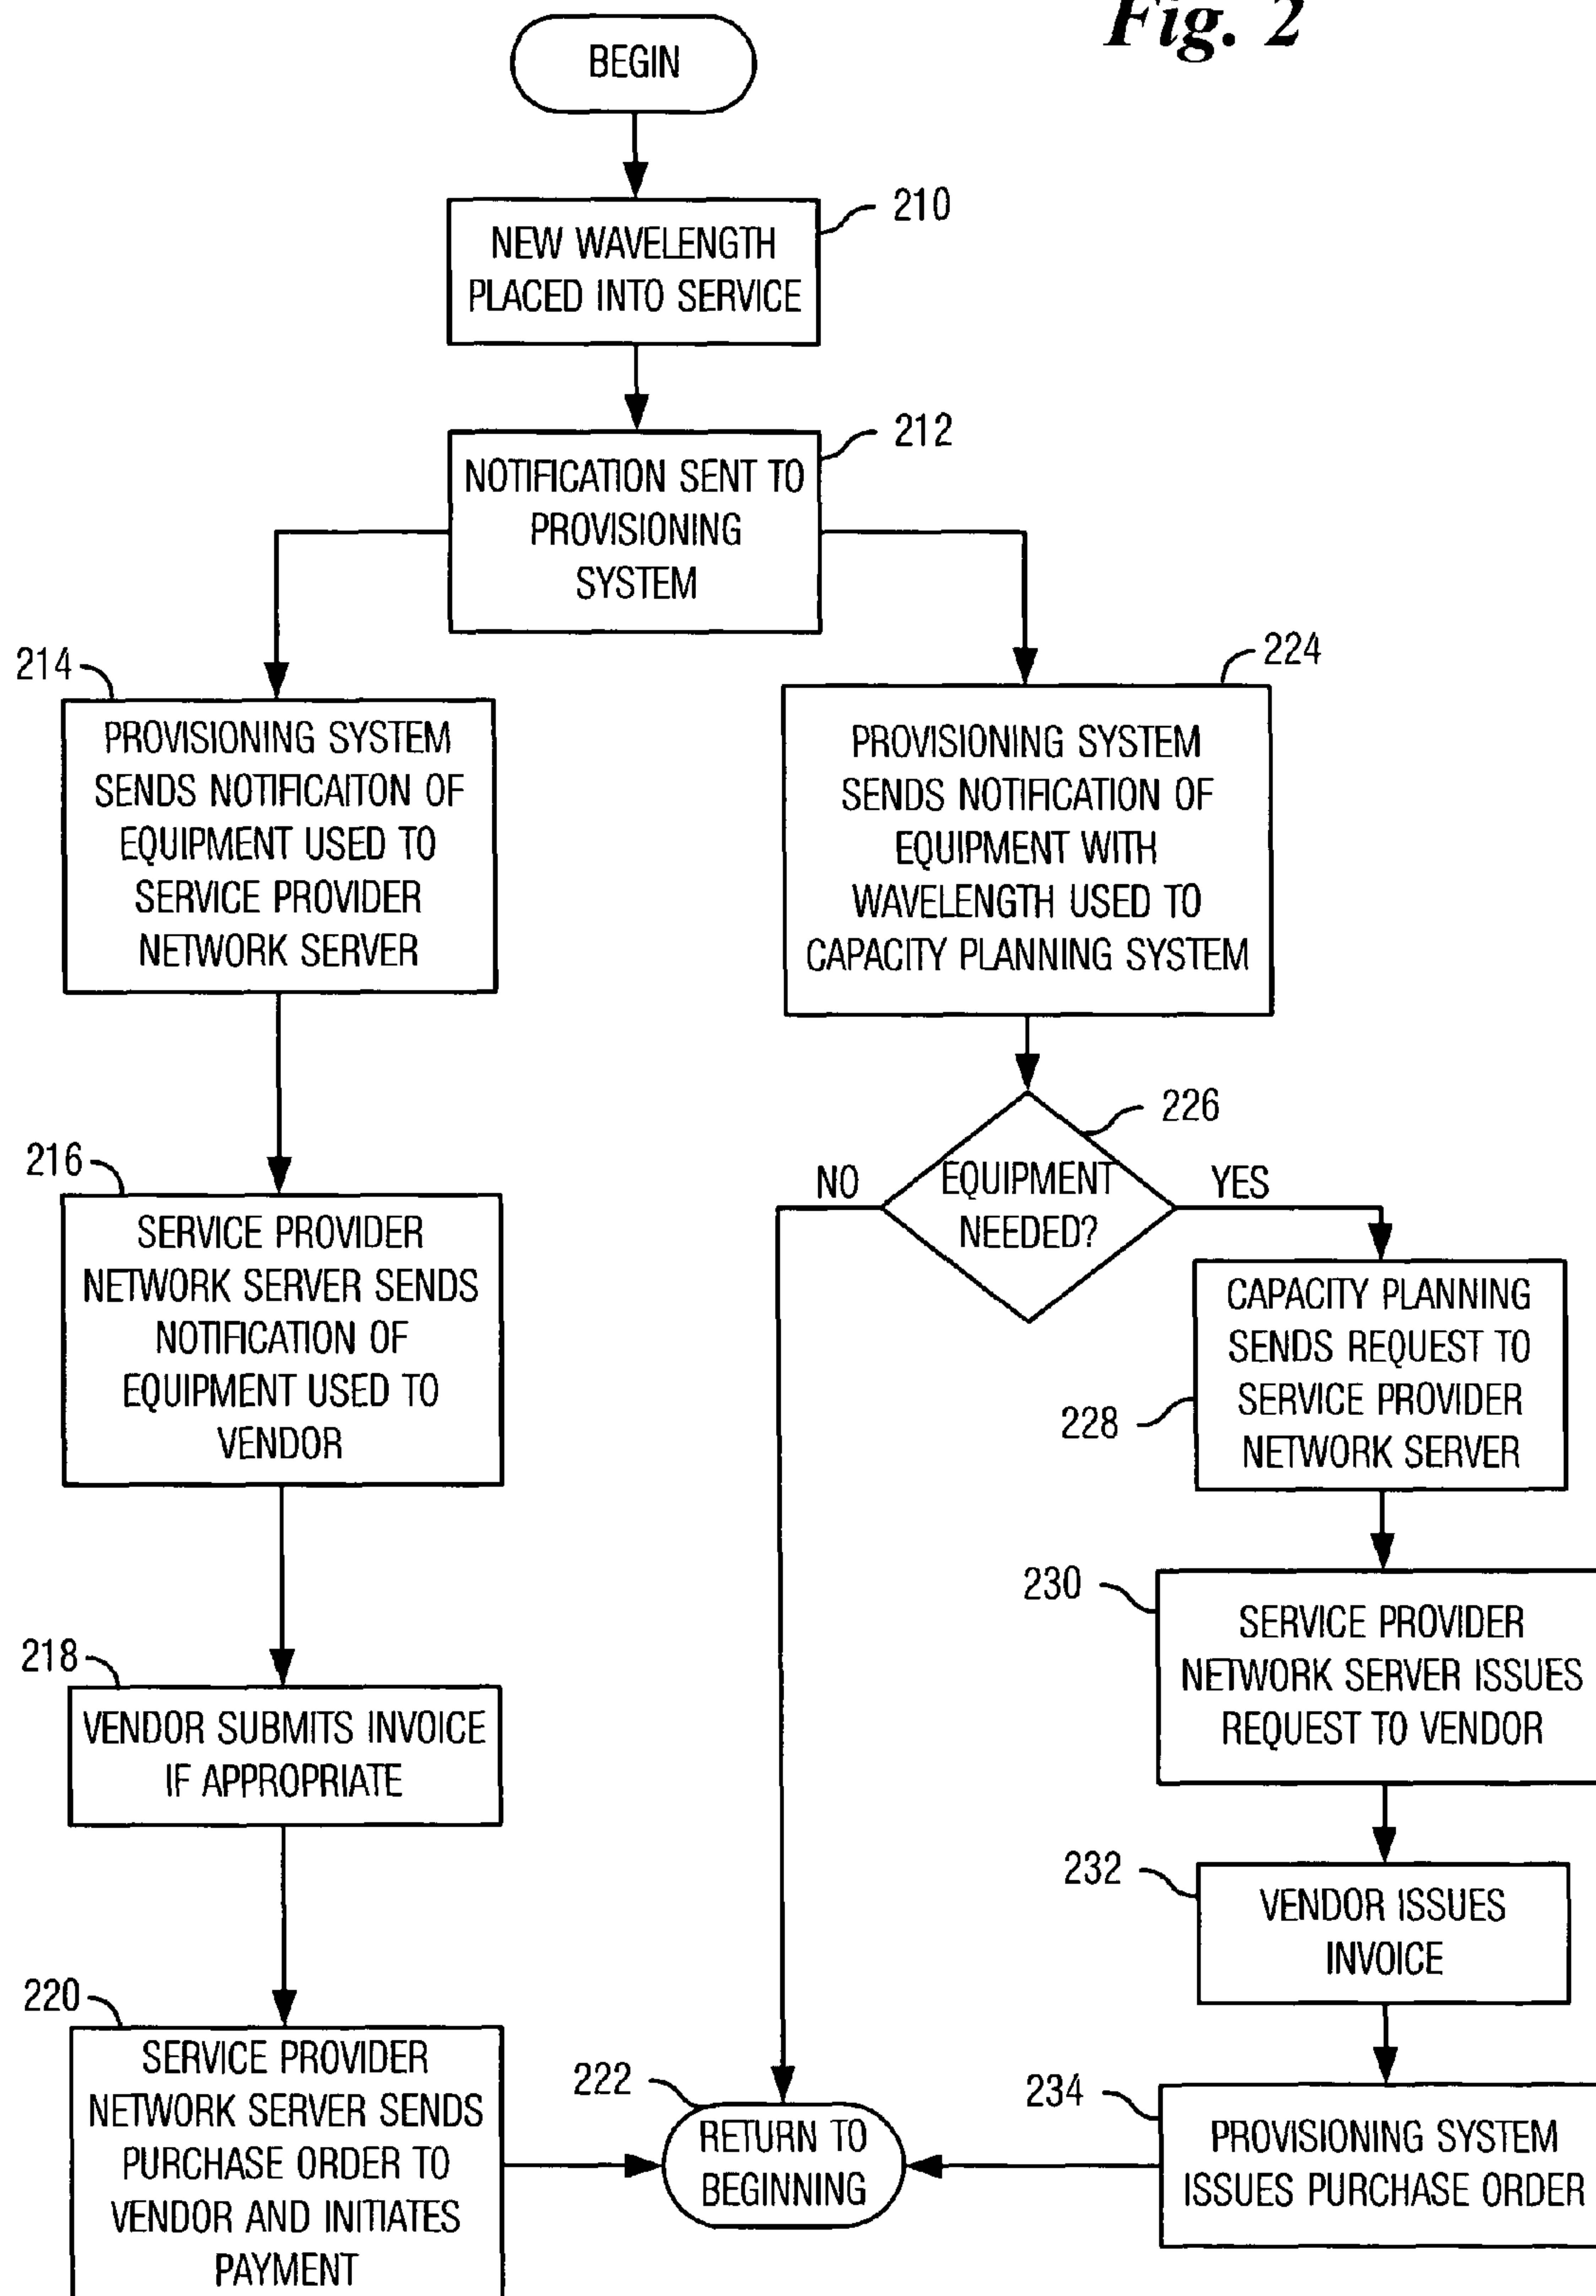 Fig. 2
BEGIN
210
NEW WAVELENGTH
PLACED INTO SERVICE
212
NOTIFICATION SENT TO
PROVISIONING
SYSTEM
214
PROVISIONING SYSTEM
SENDS NOTIFICAITON OF
EQUIPMENT USED TO
SERVICE PROVIDER
NETWORK SERVER
216
SERVICE PROVIDER
NETWORK SERVER SENDS
NOTIFICATION OF
EQUIPMENT USED TO
VENDOR
218
VENDOR SUBMITS INVOICE
IF APPROPRIATE
220
SERVICE PROVIDER
NETWORK SERVER SENDS
PURCHASE ORDER TO
VENDOR AND INITIATES
PAYMENT
224
PROVISIONING SYSTEM
SENDS NOTIFICATION OF
EQUIPMENT WITH
WAVELENGTH USED TO
CAPACITY PLANNING SYSTEM
226
NO
EQUIPMENT
NEEDED?
YES
CAPACITY PLANNING
SENDS REQUEST TO
SERVICE PROVIDER
NETWORK SERVER
228
230
SERVICE PROVIDER
NETWORK SERVER ISSUES
REQUEST TO VENDOR
232
VENDOR ISSUES
INVOICE
234
PROVISIONING SYSTEM
ISSUES PURCHASE ORDER
222
RETURN TO
BEGINNING